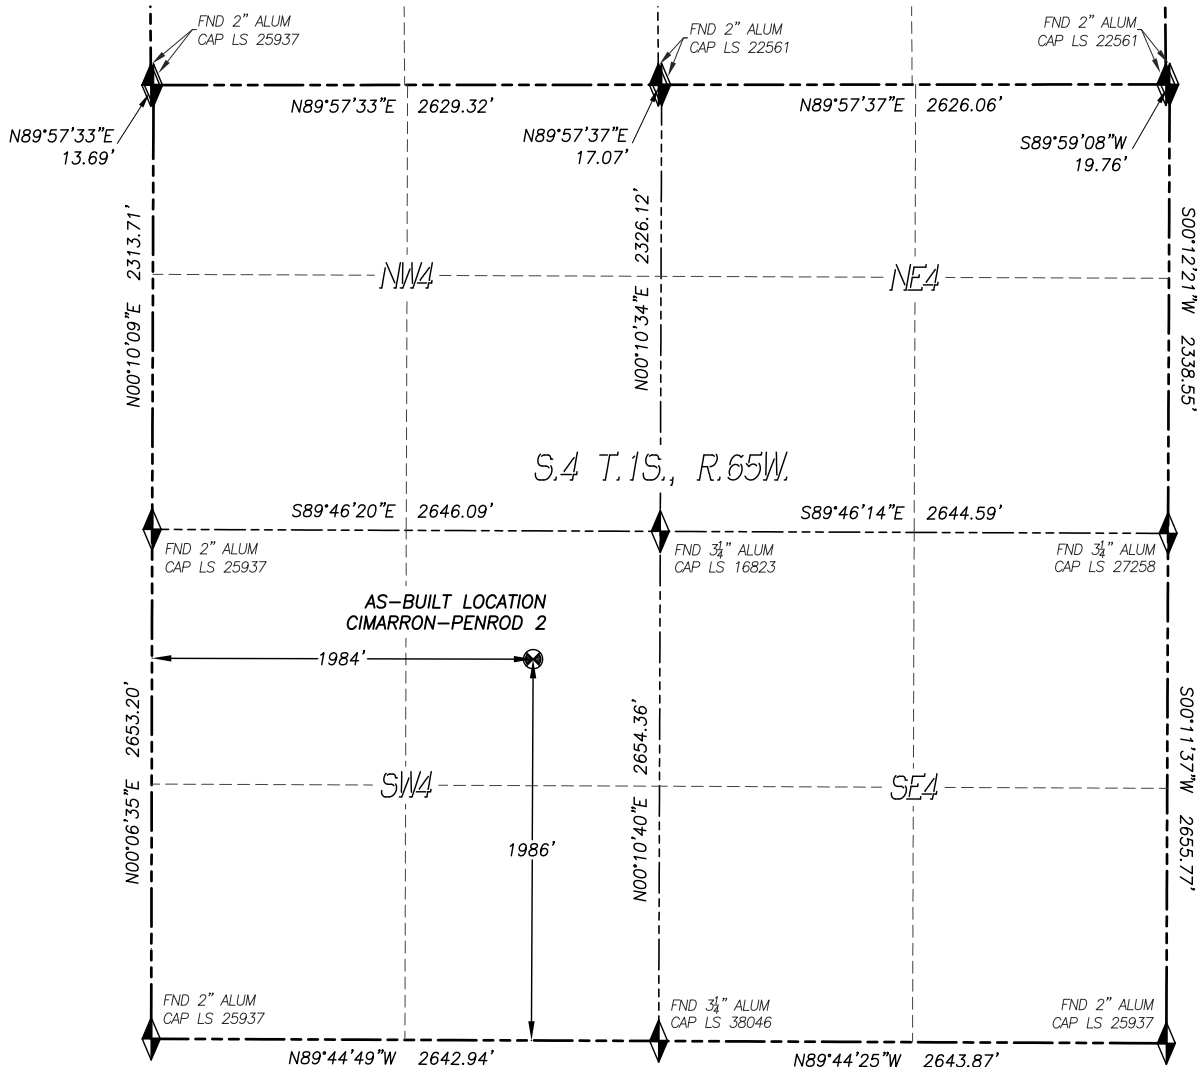 FND 2” ALUM
CAP LS 25937
FND 2” ALUM
CAP LS 22561
FND 2” ALUM
CAP LS 22561
N89°57’33”E 2629.32’
N89°57’37”E 2626.06’
N89°57’33”E
13.69’
N89°57’37”E
17.07’
S89°59’08”W
19.76’
N00°10’09”E 2313.71’
N00°10’34”E 2326.12’
S00°12’21”W 2338.55’
NW4
NE4
S.4 T.1S., R.65W.
S89°46’20”E 2646.09’
S89°46’14”E 2644.59’
FND 2” ALUM
CAP LS 25937
FND 3¼” ALUM
CAP LS 16823
FND 3¼” ALUM
CAP LS 27258
AS–BUILT LOCATION
CIMARRON–PENROD 2
1984’
N00°06’35”E 2653.20’
N00°10’40”E 2654.36’
S00°11’37”W 2655.77’
SW4
SE4
1986’
FND 2” ALUM
CAP LS 25937
FND 3¼” ALUM
CAP LS 38046
FND 2” ALUM
CAP LS 25937
N89°44’49”W 2642.94’
N89°44’25”W 2643.87’